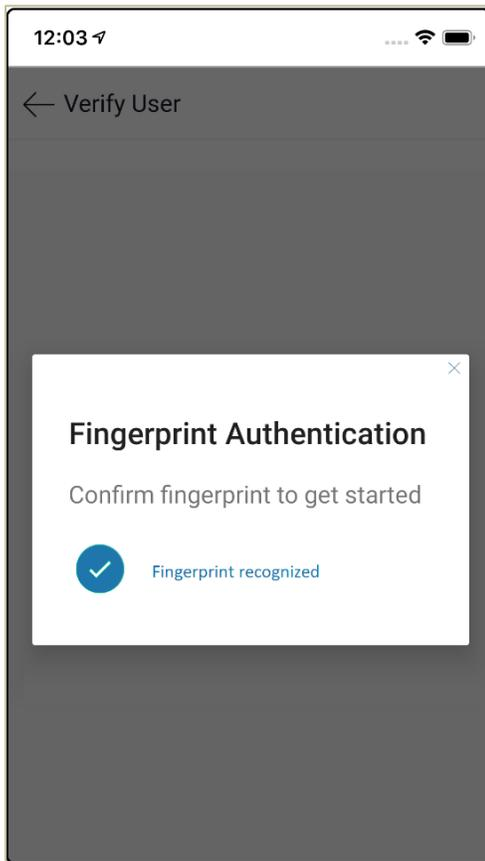 12:03
Verify User
Fingerprint Authentication
Confirm fingerprint to get started
Fingerprint recognized